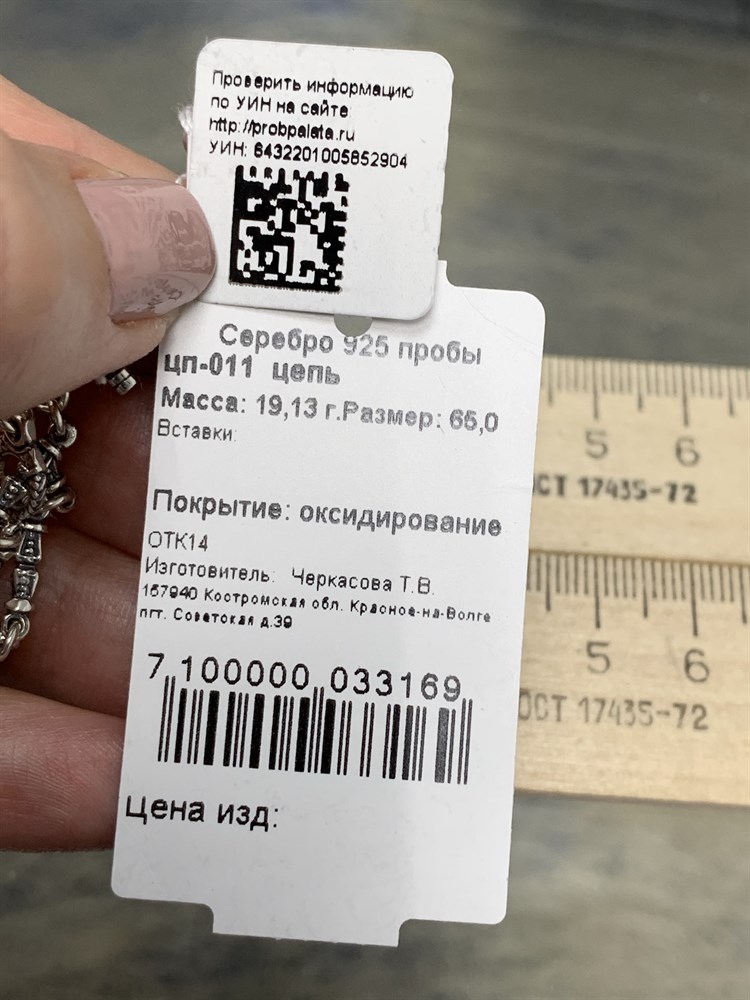 Проверить информацию
по УИН на сайте
http://probpalata.ru
УИН: 6432201005852904
Серебро 925 пробы
цп-011 цепь
Масса: 19,13 г.Размер: 65,0
Вставки:
Покрытие: оксидирование
ОТК14
Изготовитель: Черкасова Т.В.
157940 Костромская обл. Красное-на-Волге
пгт. Советская д.39
7 100000 033169
Цена изд:
5 6
ГОСТ 17435-72
5 6
ГОСТ 17435-72